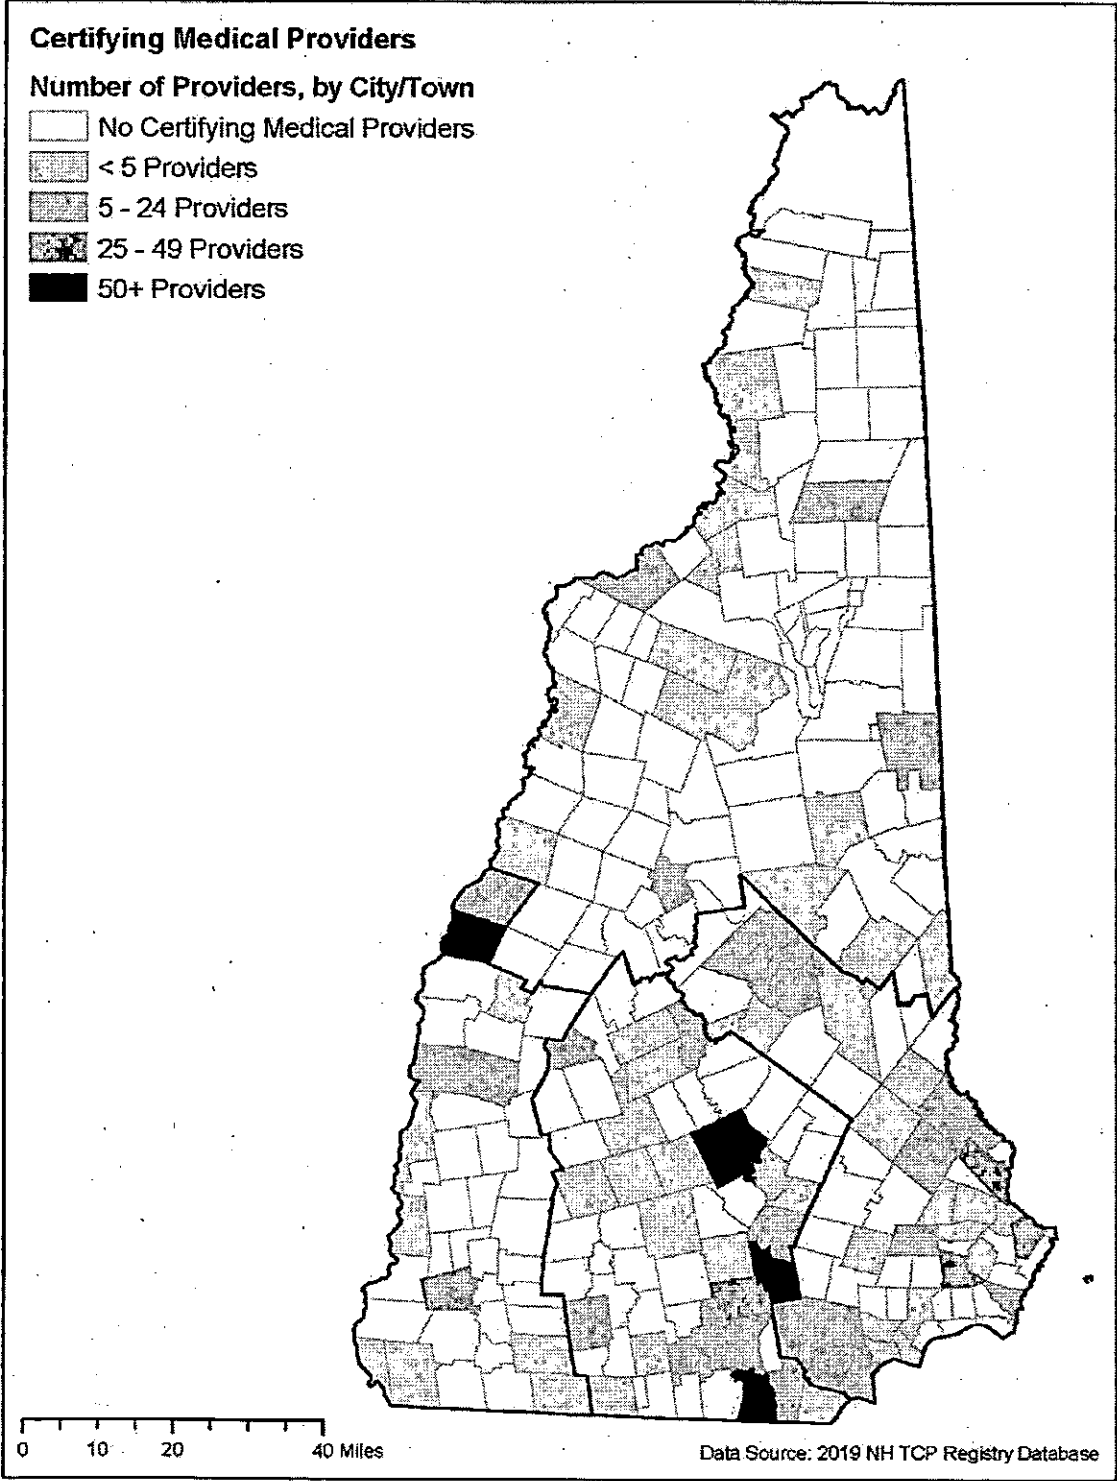 Certifying Medical Providers
Number of Providers, by City/Town
No Certifying Medical Providers
< 5 Providers
5 - 24 Providers
25 - 49 Providers
50+ Providers
0 10 20 40 Miles
Data Source: 2019 NH TCP Registry Database